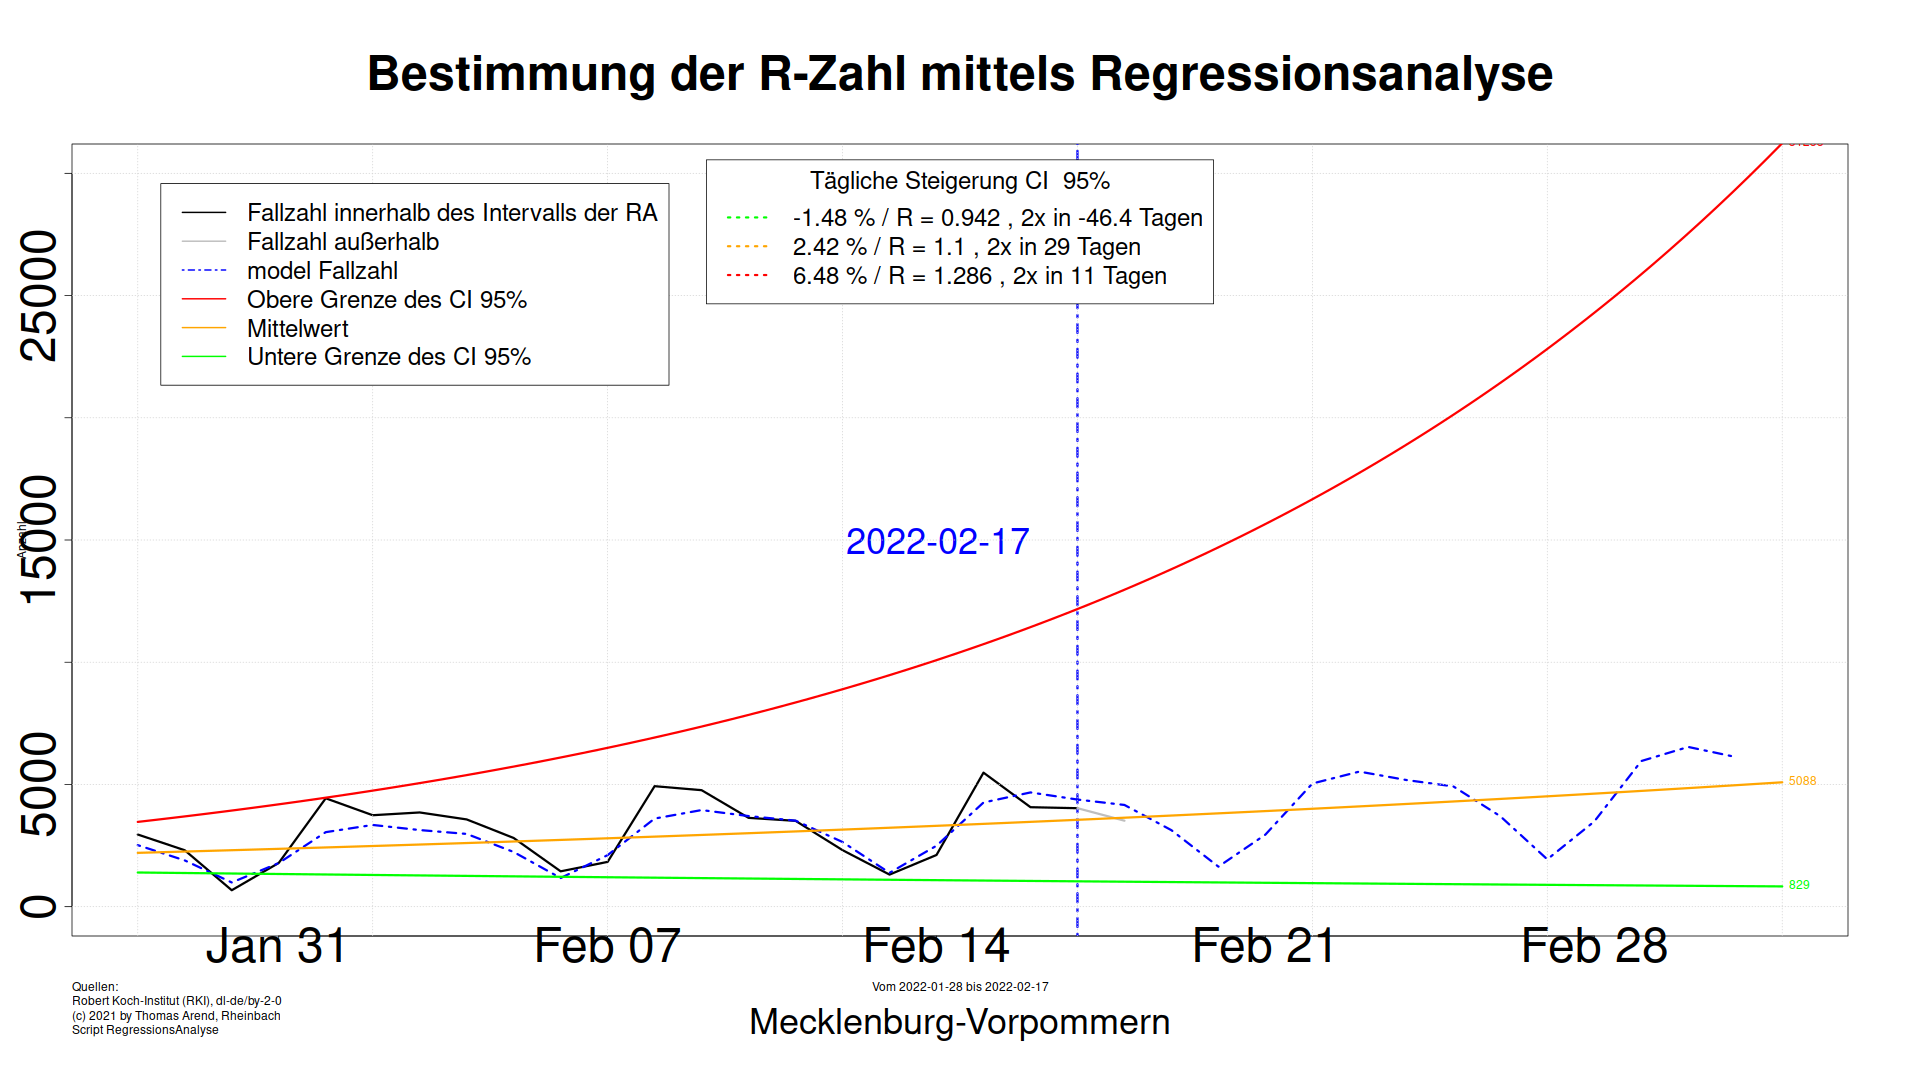 Bestimmung der R-Zahl mittels Regressionsanalyse
Fallzahl innerhalb des Intervalls der RA
Fallzahl außerhalb
model Fallzahl
Obere Grenze des CI 95%
Mittelwert
Untere Grenze des CI 95%
Tägliche Steigerung CI 95%
-1.48 % / R = 0.942 , 2x in -46.4 Tagen
2.42 % / R = 1.1 , 2x in 29 Tagen
6.48 % / R = 1.286 , 2x in 11 Tagen
25000
15000
5000
0
Anzahl
2022-02-17
5088
829
Jan 31
Feb 07
Feb 14
Feb 21
Feb 28
Quellen:
Robert Koch-Institut (RKI), dl-de/by-2-0
(c) 2021 by Thomas Arend, Rheinbach
Script RegressionsAnalyse
Vom 2022-01-28 bis 2022-02-17
Mecklenburg-Vorpommern